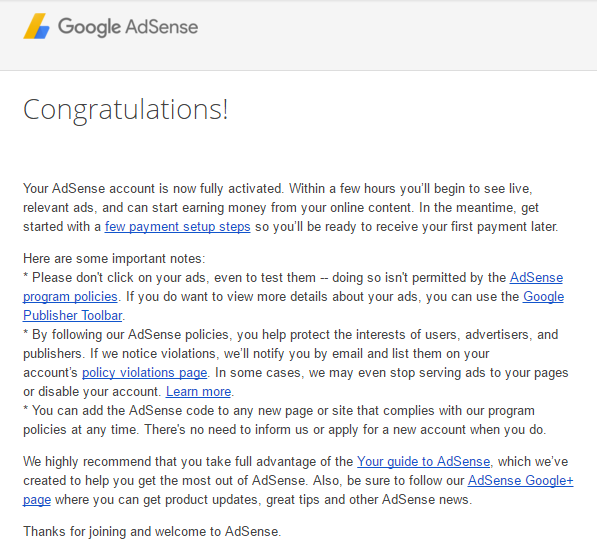 Google AdSense
Congratulations!
Your AdSense account is now fully activated. Within a few hours you'll begin to see live,
relevant ads, and can start earning money from your online content. In the meantime, get
started with a few payment setup steps so you'll be ready to receive your first payment later.
Here are some important notes:
* Please don't click on your ads, even to test them -- doing so isn't permitted by the AdSense
program policies. If you do want to view more details about your ads, you can use the Google
Publisher Toolbar.
* By following our AdSense policies, you help protect the interests of users, advertisers, and
publishers. If we notice violations, we'll notify you by email and list them on your
account's policy violations page. In some cases, we may even stop serving ads to your pages
or disable your account. Learn more.
* You can add the AdSense code to any new page or site that complies with our program
policies at any time. There's no need to inform us or apply for a new account when you do.
We highly recommend that you take full advantage of the Your guide to AdSense, which we've
created to help you get the most out of AdSense. Also, be sure to follow our AdSense Google+
page where you can get product updates, great tips and other AdSense news.
Thanks for joining and welcome to AdSense.